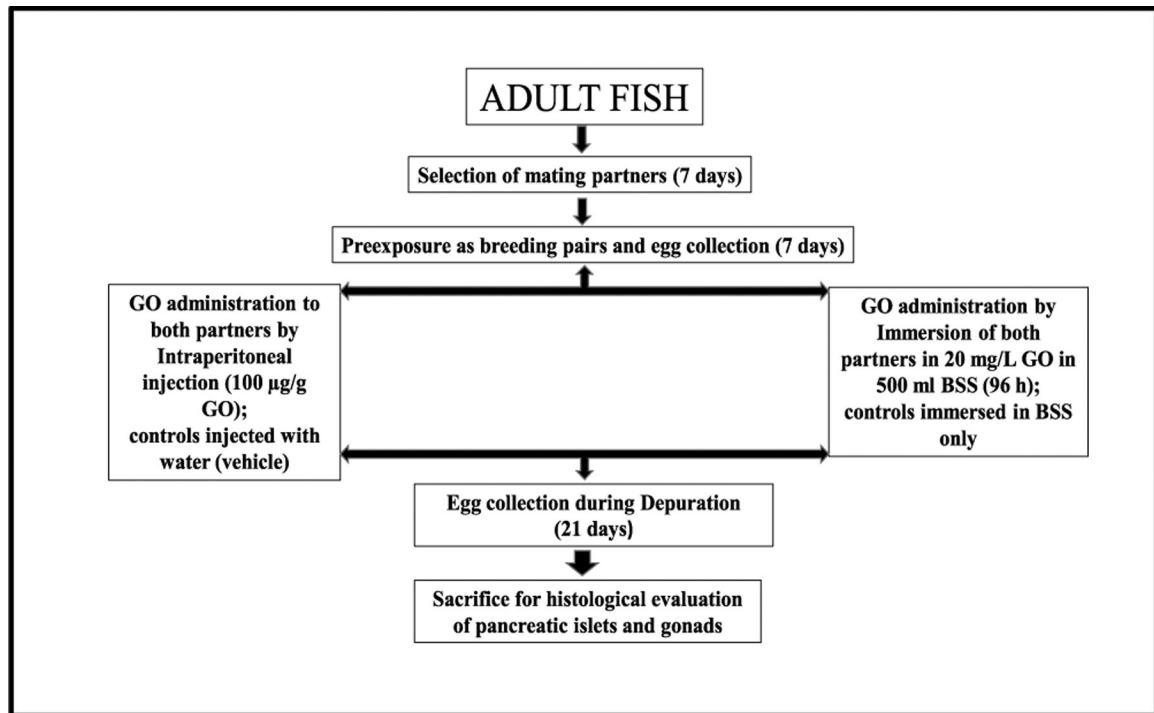 ADULT FISH
Selection of mating partners (7 days)
Preexposure as breeding pairs and egg collection (7 days)
GO administration to
both partners by
Intraperitoneal
injection (100 µg/g
GO);
controls injected with
water (vehicle)
GO administration by
Immersion of both
partners in 20 mg/L GO in
500 ml BSS (96 h);
controls immersed in BSS
only
Egg collection during Depuration
(21 days)
Sacrifice for histological evaluation
of pancreatic islets and gonads